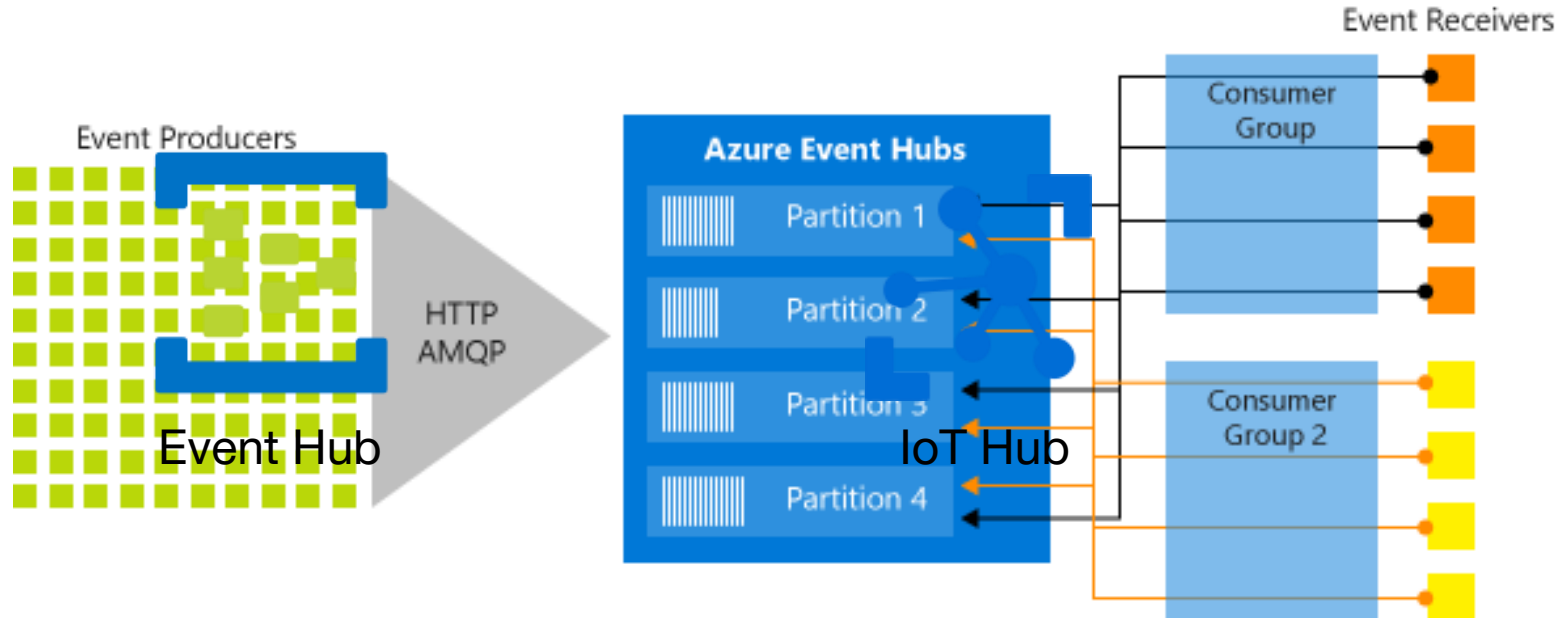 Event Receivers
Event Producers
HTTP
AMQP
Event Hub
Azure Event Hubs
Partition 1
Partition 2
Partition 3
Partition 4
IoT Hub
Consumer
Group
Consumer
Group 2